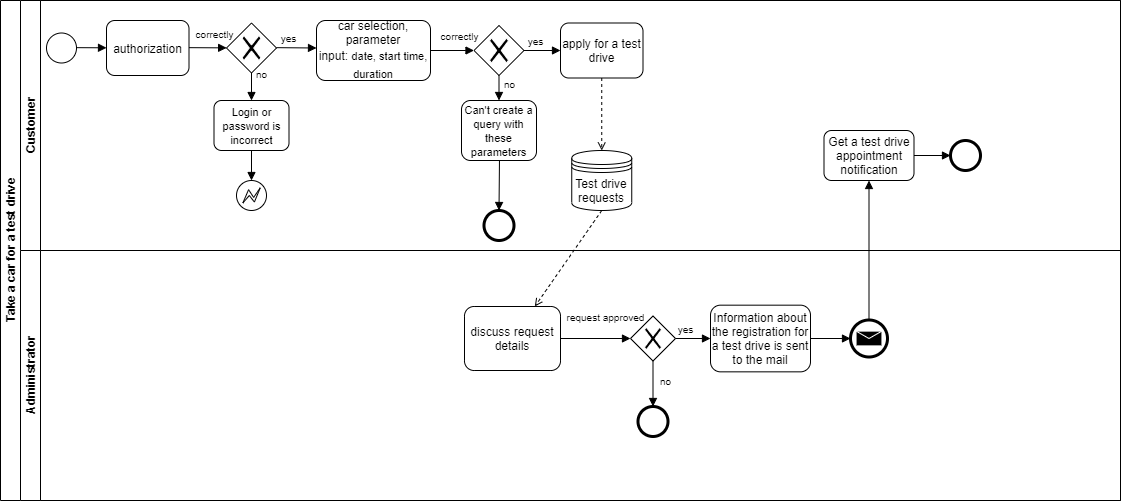 Take a car for a test drive
Customer
authorization
correctly
yes
no
Login or
password is
incorrect
car selection,
parameter
input: date, start time,
duration
correctly
yes
no
Can't create a
query with
these
parameters
apply for a test
drive
Test drive
requests
Get a test drive
appointment
notification
Administrator
discuss request
details
request approved
yes
no
Information about
the registration for
a test drive is sent
to the mail